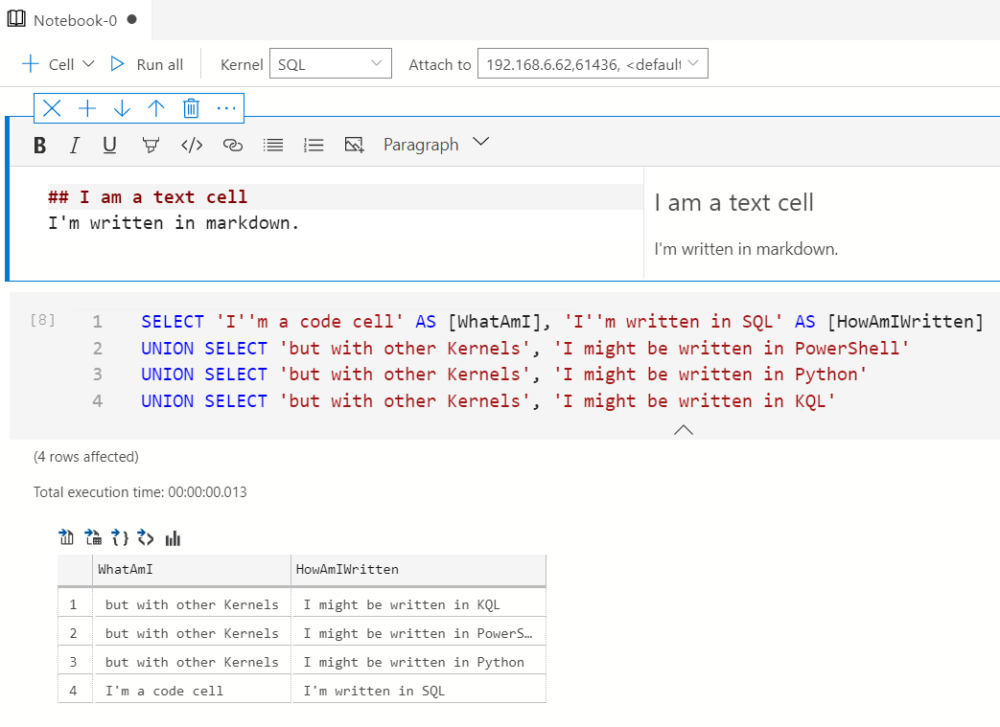 Notebook-0
Cell Run all Kernel SQL Attach to 192.168.6.62,61436, <default
B I U </> Paragraph
## I am a text cell
I'm written in markdown.
I am a text cell
I'm written in markdown.
[8] 1 SELECT 'I''m a code cell' AS [WhatAmI], 'I''m written in SQL' AS [HowAmIWritten]
2 UNION SELECT 'but with other Kernels', 'I might be written in PowerShell'
3 UNION SELECT 'but with other Kernels', 'I might be written in Python'
4 UNION SELECT 'but with other Kernels', 'I might be written in KQL'
(4 rows affected)
Total execution time: 00:00:00.013
WhatAmI HowAmIWritten
1 but with other Kernels I might be written in KQL
2 but with other Kernels I might be written in PowerS…
3 but with other Kernels I might be written in Python
4 I'm a code cell I'm written in SQL